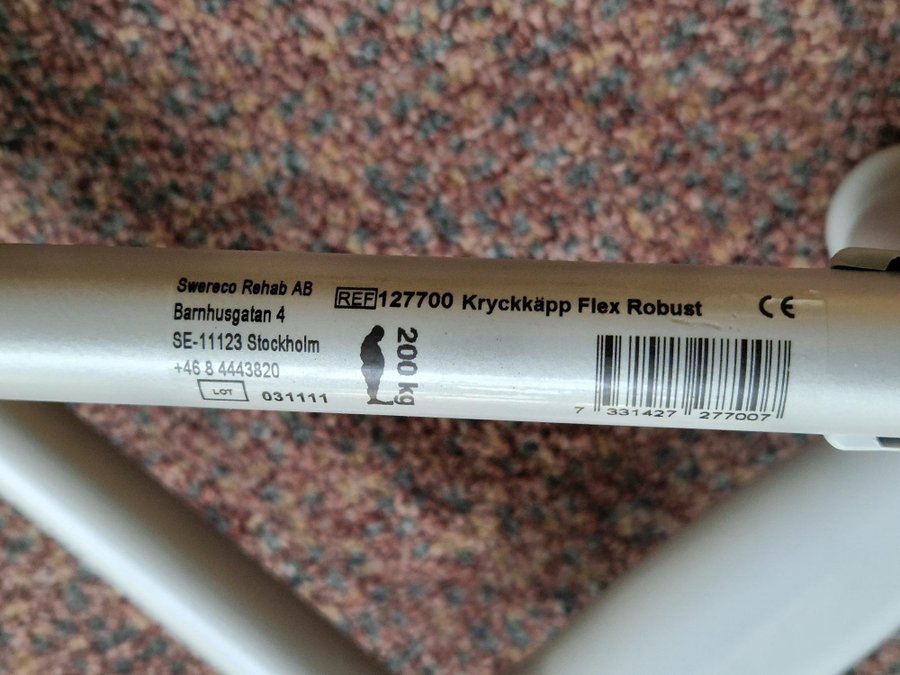 Swereco Rehab AB
Barnhusgatan 4
SE-11123 Stockholm
+46 8 4443820
LOT 031111
REF 127700 Kryckkäpp Flex Robust
CE
200 kg
7 331427 277007